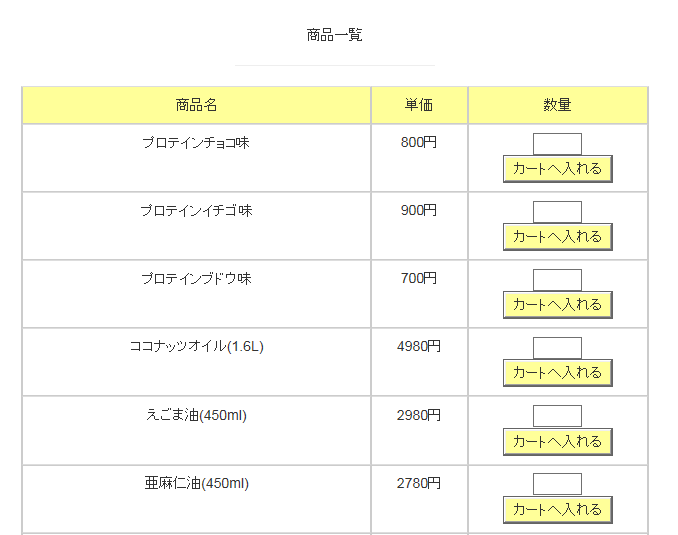 商品一覧
商品名 単価 数量
プロテインチョコ味 800円
カートへ入れる
プロテインイチゴ味 900円
カートへ入れる
プロテインブドウ味 700円
カートへ入れる
ココナッツオイル(1.6L) 4980円
カートへ入れる
えごま油(450ml) 2980円
カートへ入れる
亜麻仁油(450ml) 2780円
カートへ入れる